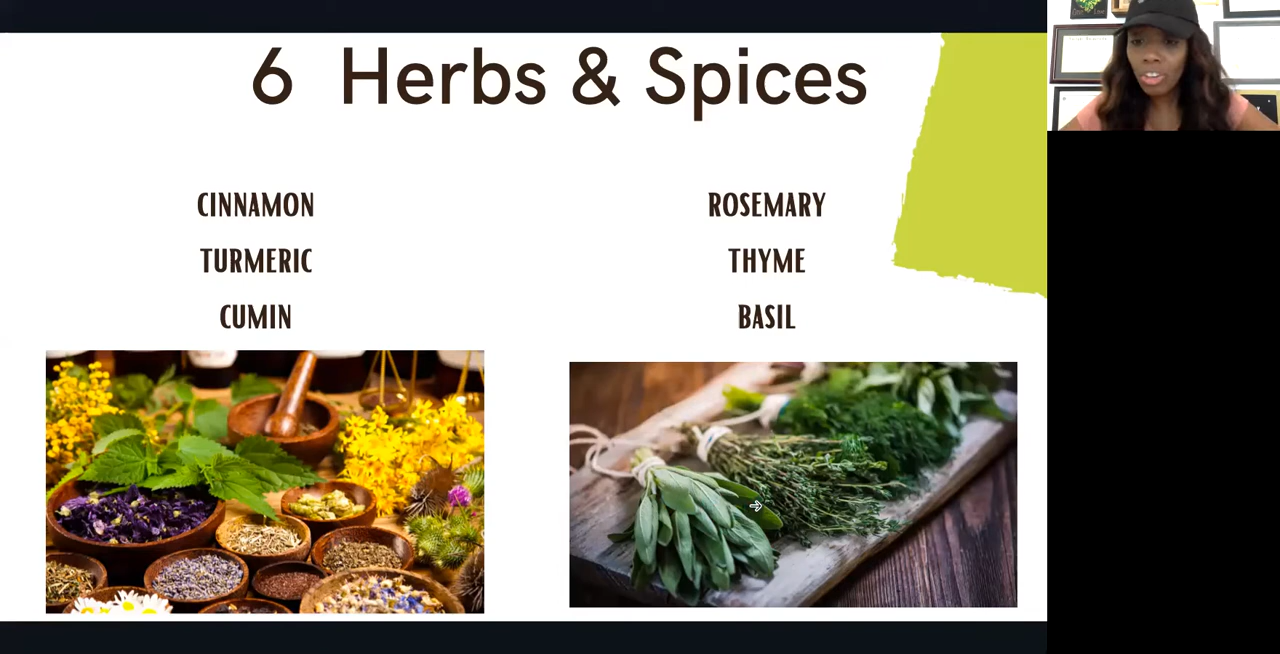 6 Herbs & Spices
CINNAMON
TURMERIC
CUMIN
ROSEMARY
THYME
BASIL